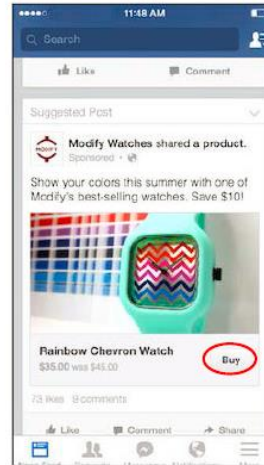 11:48 AM
Search
Like Comment
Suggested Post
MODIFY
Modify Watches shared a product.
Sponsored
Show your colors this summer with one of
Modify's best-selling watches. Save $10!
Rainbow Chevron Watch
$35.00 was $45.00
Buy
73 likes 9 comments
Like Comment Share